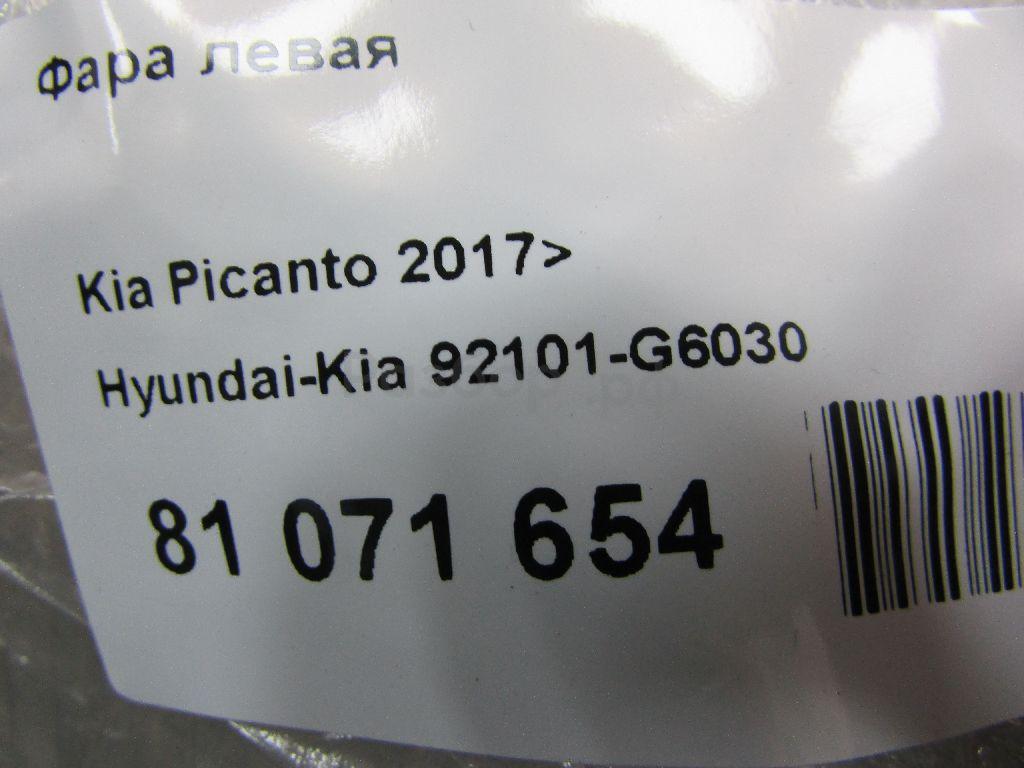 Фара левая
Kia Picanto 2017>
Hyundai-Kia 92101-G6030
81 071 654